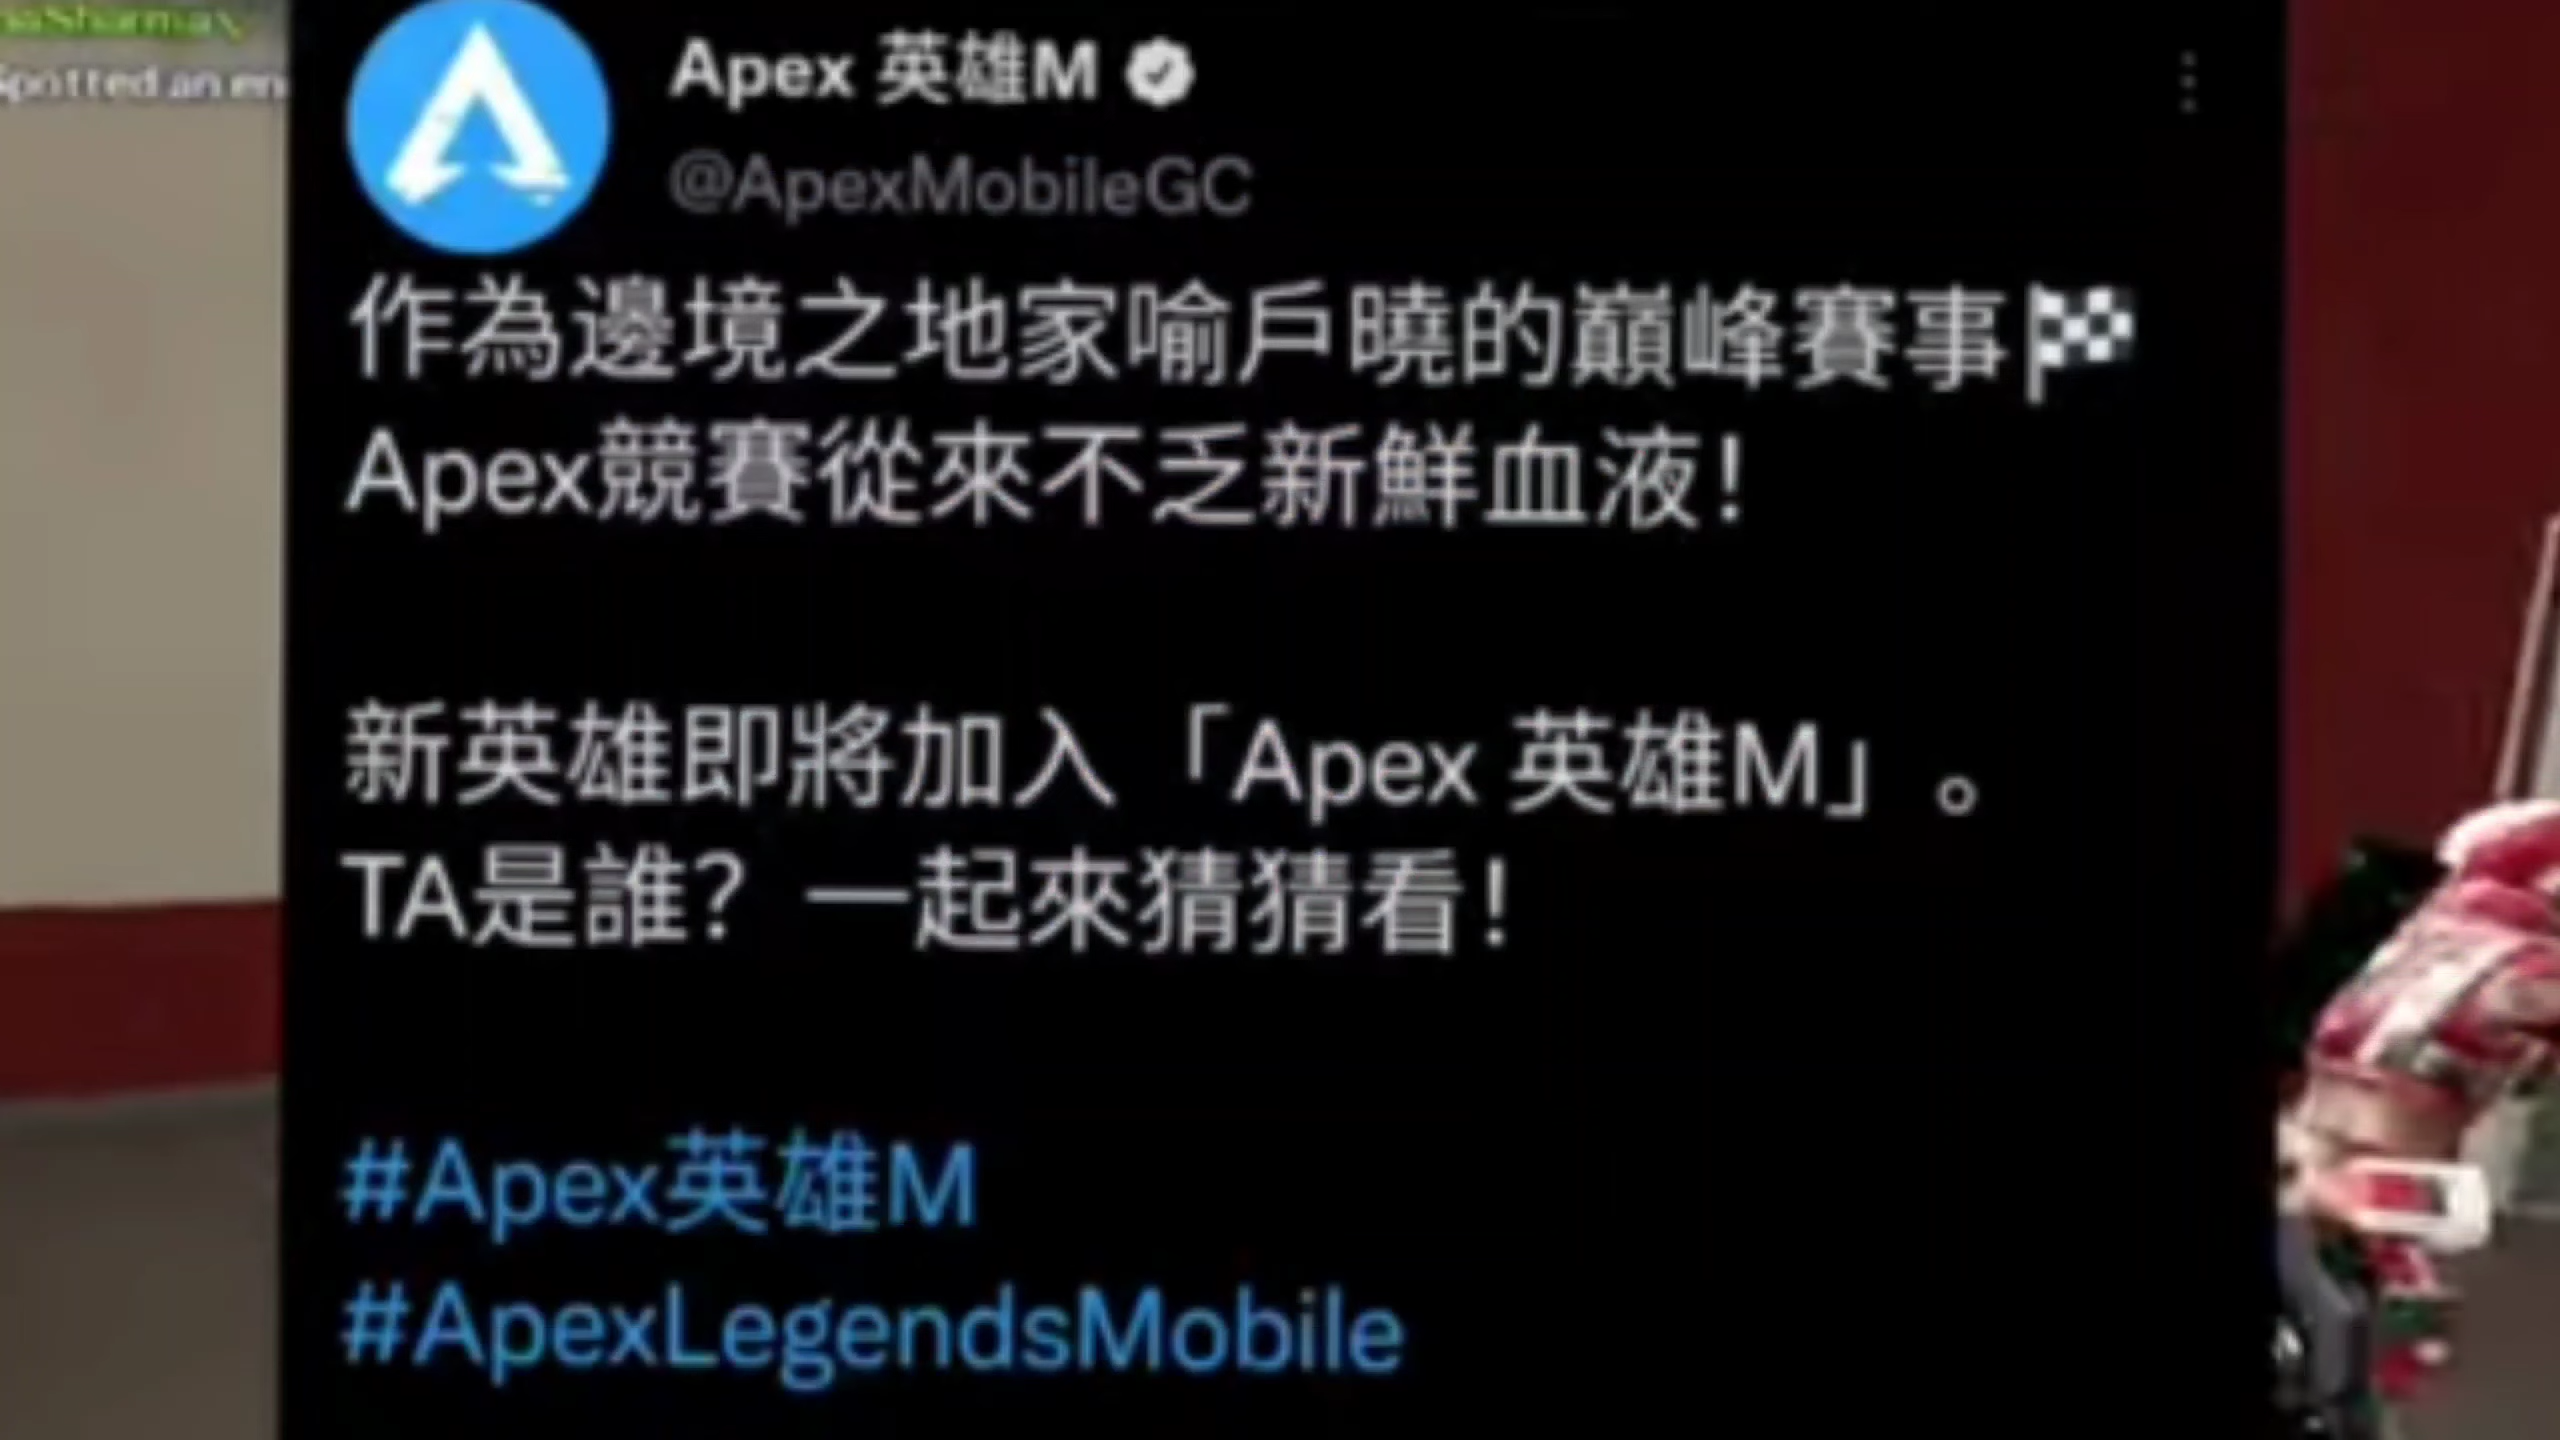 Spotted an en
Apex 英雄M
@ApexMobileGC
作為邊境之地家喻戶曉的巔峰賽事🏁
Apex競賽從來不乏新鮮血液!
新英雄即將加入「Apex 英雄M」。
TA是誰? 一起來猜猜看!
#Apex英雄M
#ApexLegendsMobile